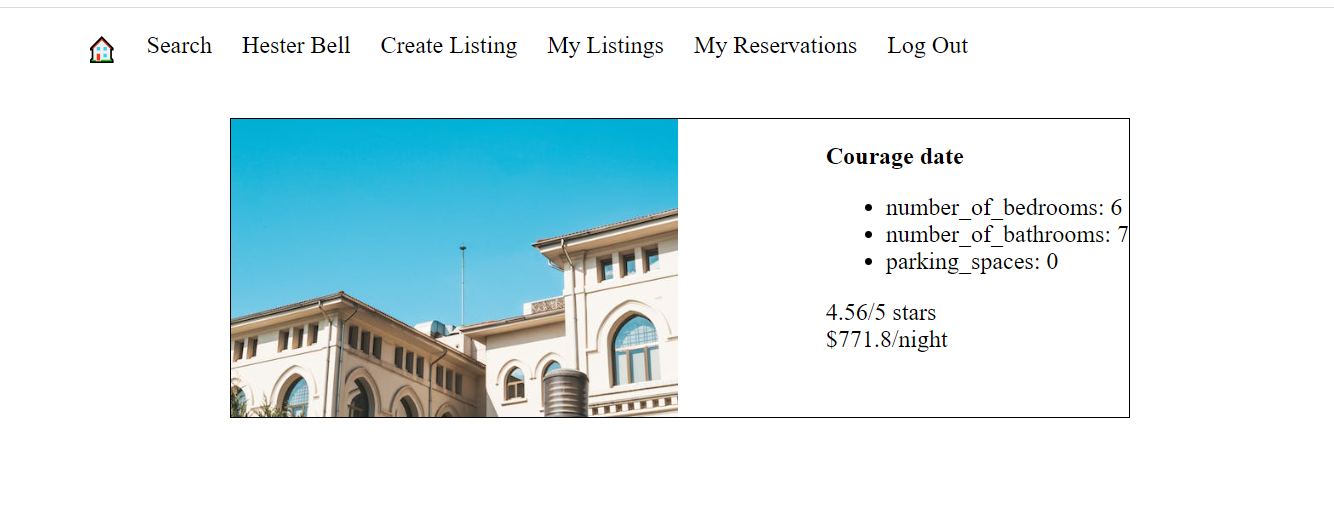 Search Hester Bell Create Listing My Listings My Reservations Log Out
Courage date
number_of_bedrooms: 6
number_of_bathrooms: 7
parking_spaces: 0
4.56/5 stars
$771.8/night